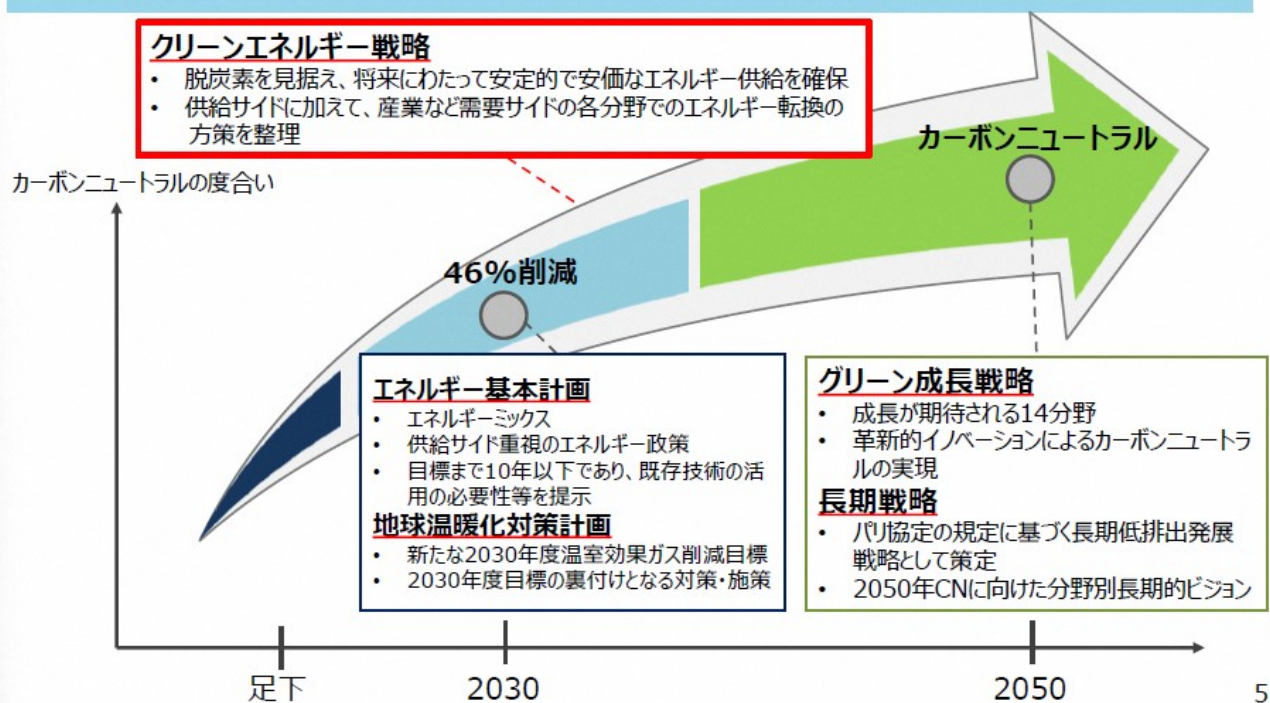 クリーンエネルギー戦略
• 脱炭素を見据え、将来にわたって安定的で安価なエネルギー供給を確保
• 供給サイドに加えて、産業など需要サイドの各分野でのエネルギー転換の
方策を整理
カーボンニュートラルの度合い
カーボンニュートラル
46%削減
エネルギー基本計画
• エネルギーミックス
• 供給サイド重視のエネルギー政策
• 目標まで10年以下であり、既存技術の活
用の必要性等を提示
地球温暖化対策計画
• 新たな2030年度温室効果ガス削減目標
• 2030年度目標の裏付けとなる対策・施策
グリーン成長戦略
• 成長が期待される14分野
• 革新的イノベーションによるカーボンニュートラ
ルの実現
長期戦略
• パリ協定の規定に基づく長期低排出発展
戦略として策定
• 2050年CNに向けた分野別長期的ビジョン
足下
2030
2050
5